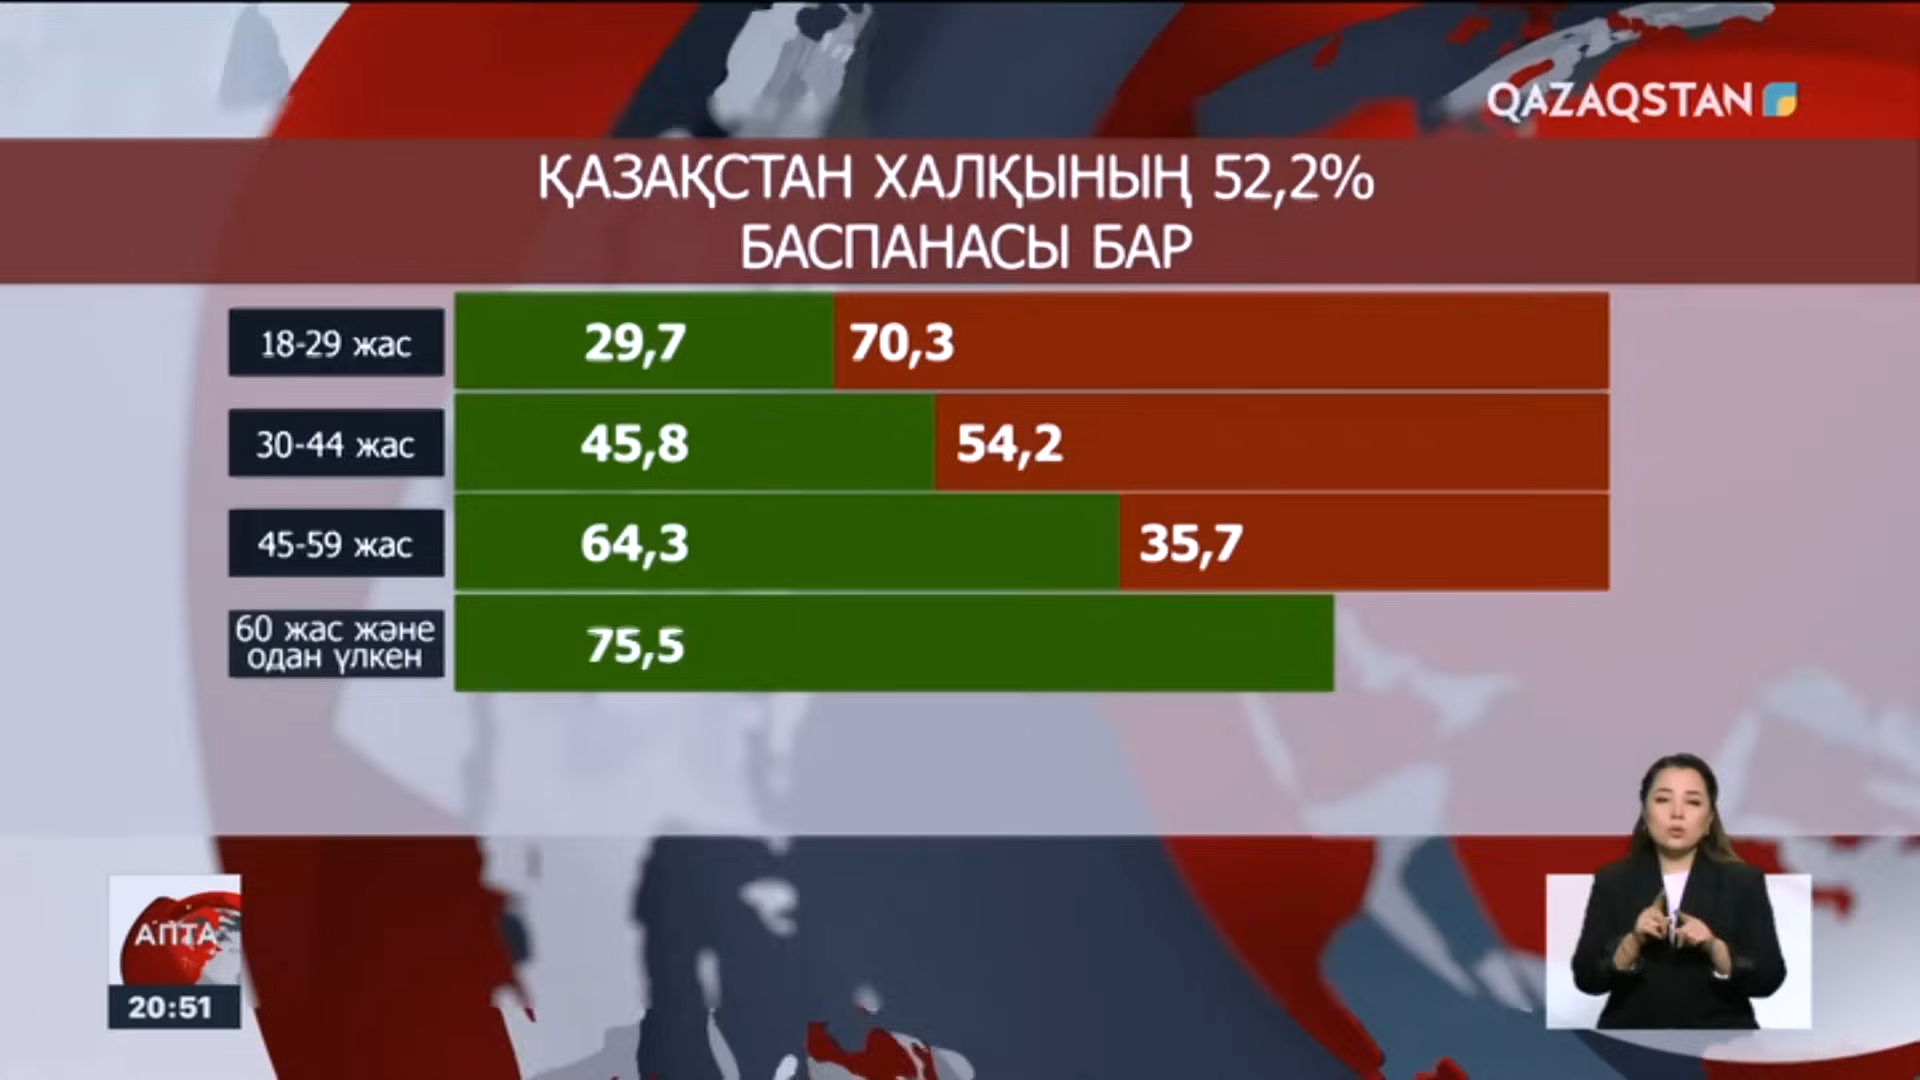 QAZAQSTAN
ҚАЗАҚСТАН ХАЛҚЫНЫҢ 52,2%
БАСПАНАСЫ БАР
18-29 жас 29,7 70,3
30-44 жас 45,8 54,2
45-59 жас 64,3 35,7
60 жас және
одан үлкен 75,5
АПТА
20:51